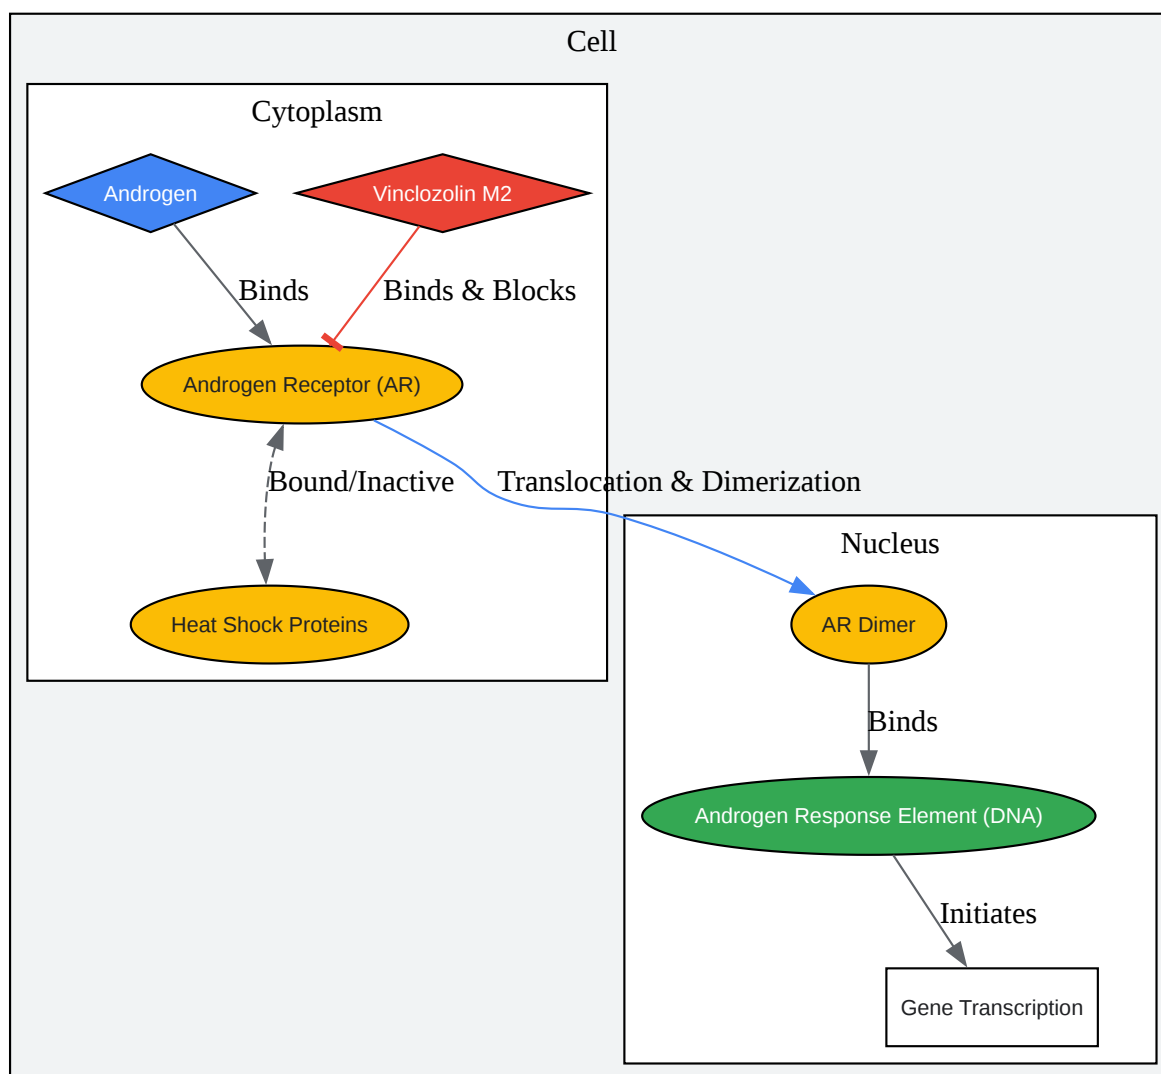 Cell
Cytoplasm
Androgen
Vinclozolin M2
Binds
Binds & Blocks
Androgen Receptor (AR)
Bound/Inactive
Translocation & Dimerization
Nucleus
Heat Shock Proteins
AR Dimer
Binds
Androgen Response Element (DNA)
Initiates
Gene Transcription